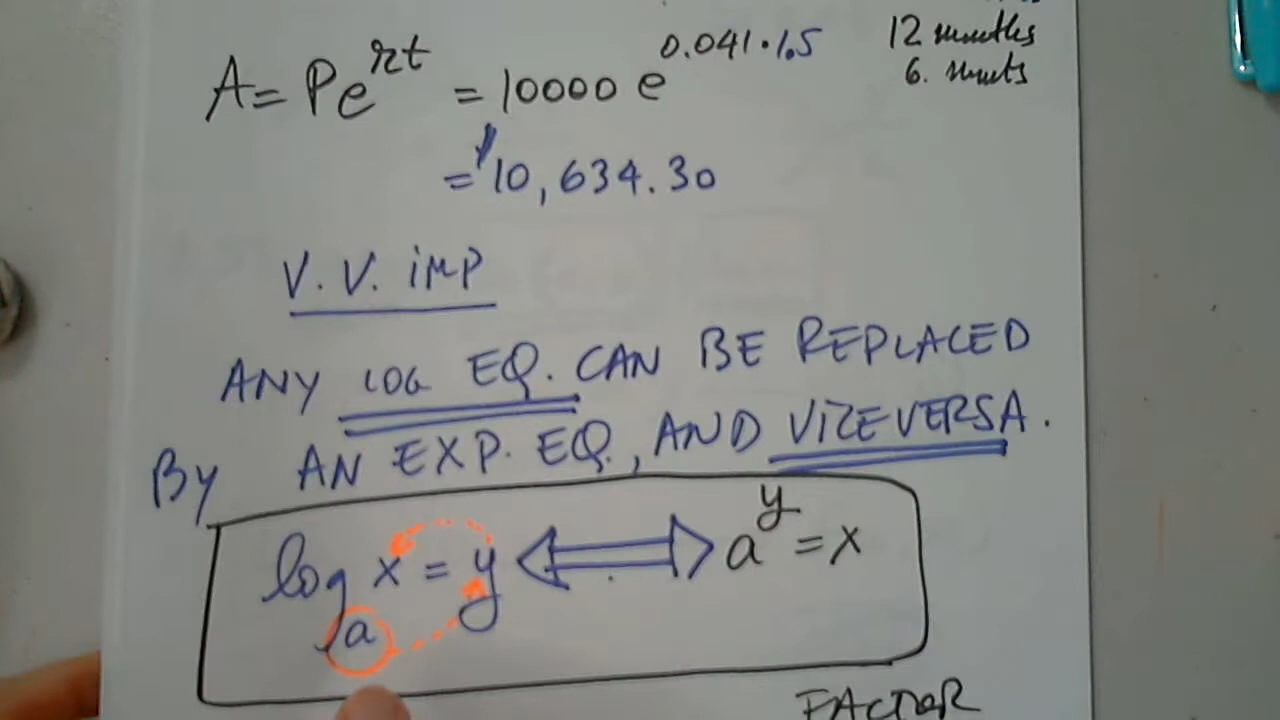 A = Pe^rt = 10000 e^0.041·1.5
12 months
6. monts
= 10,634.30
V. V. IMP
ANY LOG EQ. CAN BE REPLACED
By AN EXP. EQ., AND VIZEVERSA.
log_a x = y ⟺ a^y = x
FACTOR